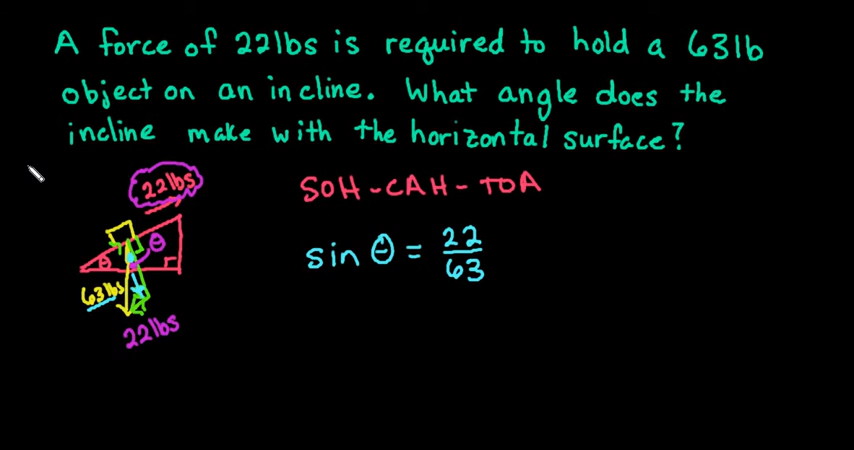 A force of 22lbs is required to hold a 63lb
object on an incline. What angle does the
incline make with the horizontal surface?
22lbs
SOH-CAH-TOA
θ
θ
sin θ = 22/63
63lbs
22lbs